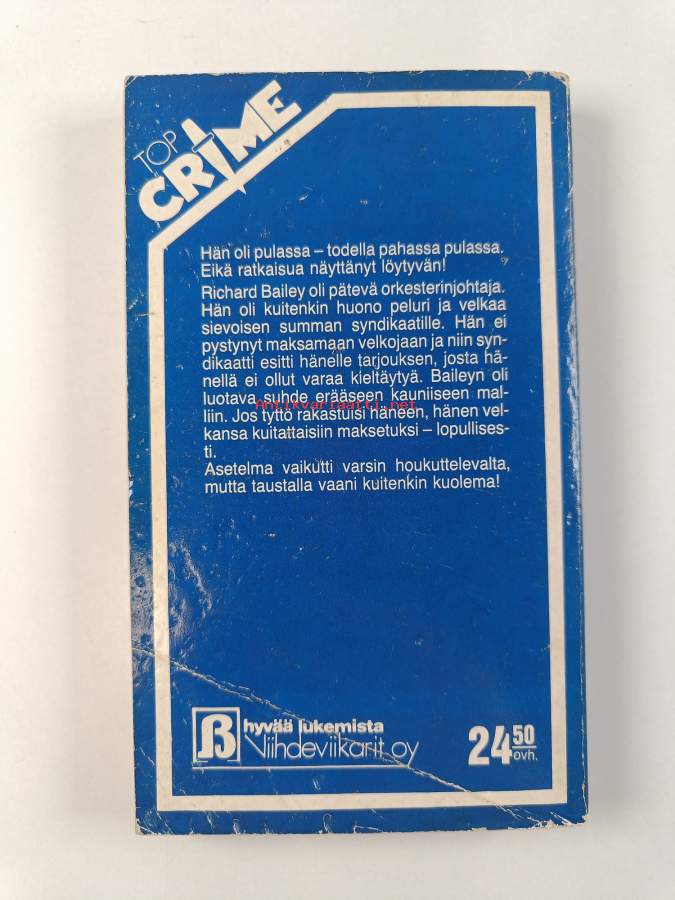 TOP
CRIME
Hän oli pulassa – todella pahassa pulassa.
Eikä ratkaisua näyttänyt löytyvän!
Richard Bailey oli pätevä orkesterinjohtaja.
Hän oli kuitenkin huono peluri ja velkaa
sievoisen summan syndikaatille. Hän ei
pystynyt maksamaan velkojaan ja niin syn-
dikaatti esitti hänelle tarjouksen, josta hä-
nellä ei ollut varaa kieltäytyä. Baileyn oli
luotava suhde erääseen kauniiseen mal-
Antikvariaatti.net
liin. Jos tyttö rakastuisi häneen, hänen vel-
kansa kuitattaisiin maksetuksi – lopullises-
ti.
Asetelma vaikutti varsin houkuttelevalta,
mutta taustalla vaani kuitenkin kuolema!
hyvää lukemista
Viihdeviikarit oy
24 50
ovh.